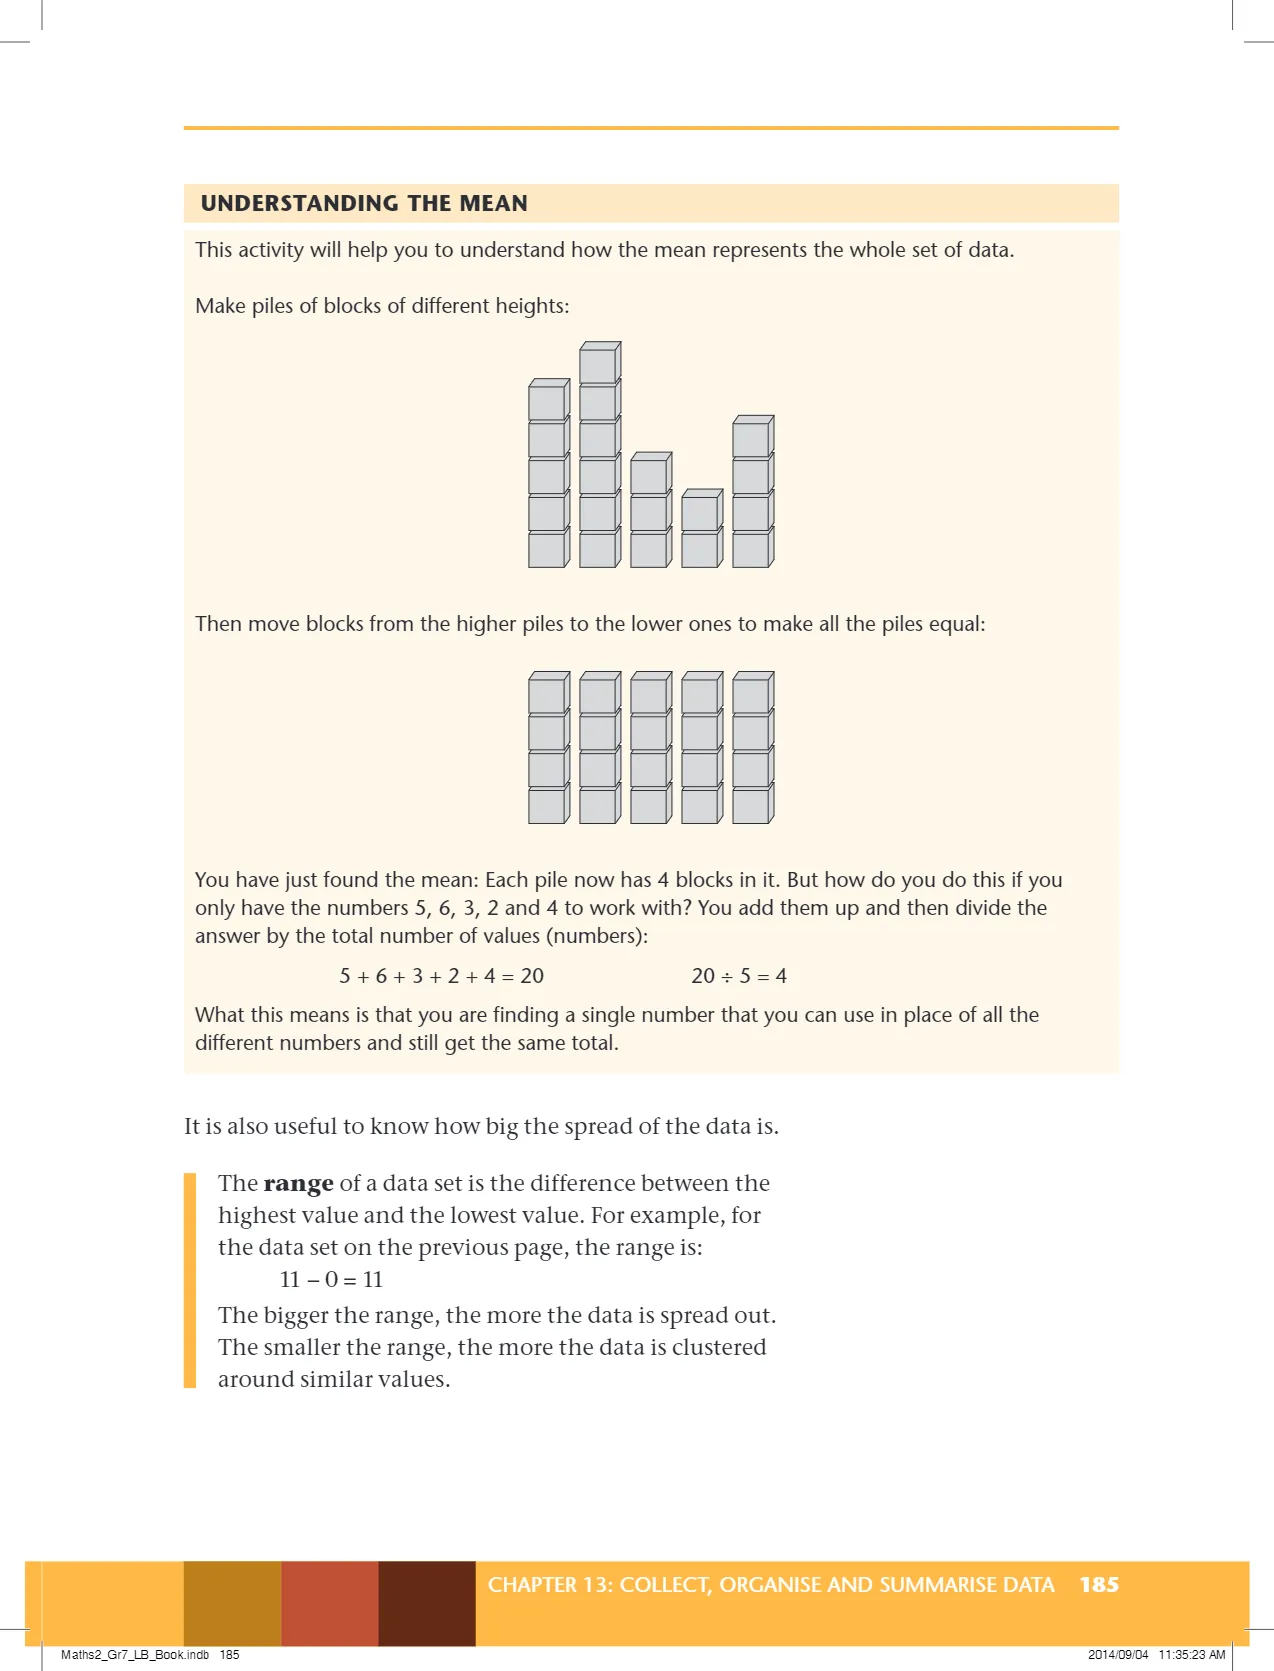 UNDERSTANDING THE MEAN
This activity will help you to understand how the mean represents the whole set of data.
Make piles of blocks of different heights:
Then move blocks from the higher piles to the lower ones to make all the piles equal:
You have just found the mean: Each pile now has 4 blocks in it. But how do you do this if you
only have the numbers 5, 6, 3, 2 and 4 to work with? You add them up and then divide the
answer by the total number of values (numbers):
5 + 6 + 3 + 2 + 4 = 20 20 ÷ 5 = 4
What this means is that you are finding a single number that you can use in place of all the
different numbers and still get the same total.
It is also useful to know how big the spread of the data is.
The range of a data set is the difference between the
highest value and the lowest value. For example, for
the data set on the previous page, the range is:
11 – 0 = 11
The bigger the range, the more the data is spread out.
The smaller the range, the more the data is clustered
around similar values.
CHAPTER 13: COLLECT, ORGANISE AND SUMMARISE DATA 185
Maths2_Gr7_LB_Book.indb 185 2014/09/04 11:35:23 AM